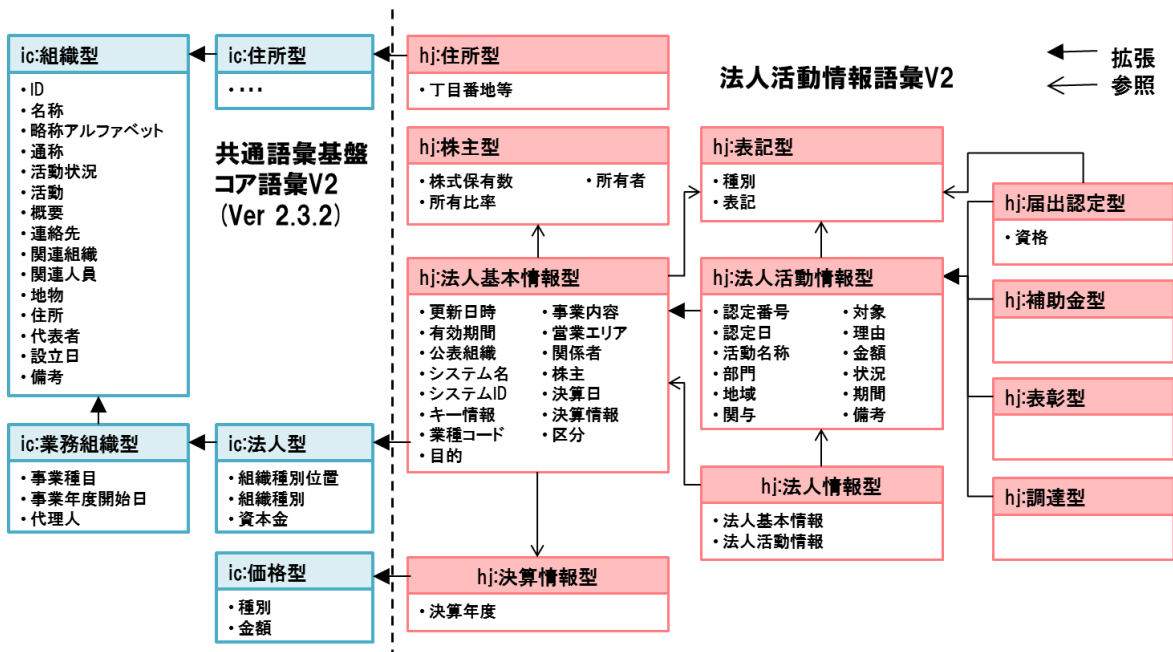 ic:組織型
・ID
・名称
・略称アルファベット
・通称
・活動状況
・活動
・概要
・連絡先
・関連組織
・関連人員
・地物
・住所
・代表者
・設立日
・備考
ic:住所型
・‥‥
共通語彙基盤
コア語彙V2
(Ver 2.3.2)
ic:業務組織型
・事業種目
・事業年度開始日
・代理人
ic:法人型
・組織種別位置
・組織種別
・資本金
ic:価格型
・種別
・金額
hj:住所型
・丁目番地等
法人活動情報語彙V2
拡張
参照
hj:株主型
・株式保有数 ・所有者
・所有比率
hj:表記型
・種別
・表記
hj:法人基本情報型
・更新日時 ・事業内容
・有効期間 ・営業エリア
・公表組織 ・関係者
・システム名 ・株主
・システムID ・決算日
・キー情報 ・決算情報
・業種コード ・区分
・目的
hj:法人活動情報型
・認定番号 ・対象
・認定日 ・理由
・活動名称 ・金額
・部門 ・状況
・地域 ・期間
・関与 ・備考
hj:法人情報型
・法人基本情報
・法人活動情報
hj:決算情報型
・決算年度
hj:届出認定型
・資格
hj:補助金型
hj:表彰型
hj:調達型